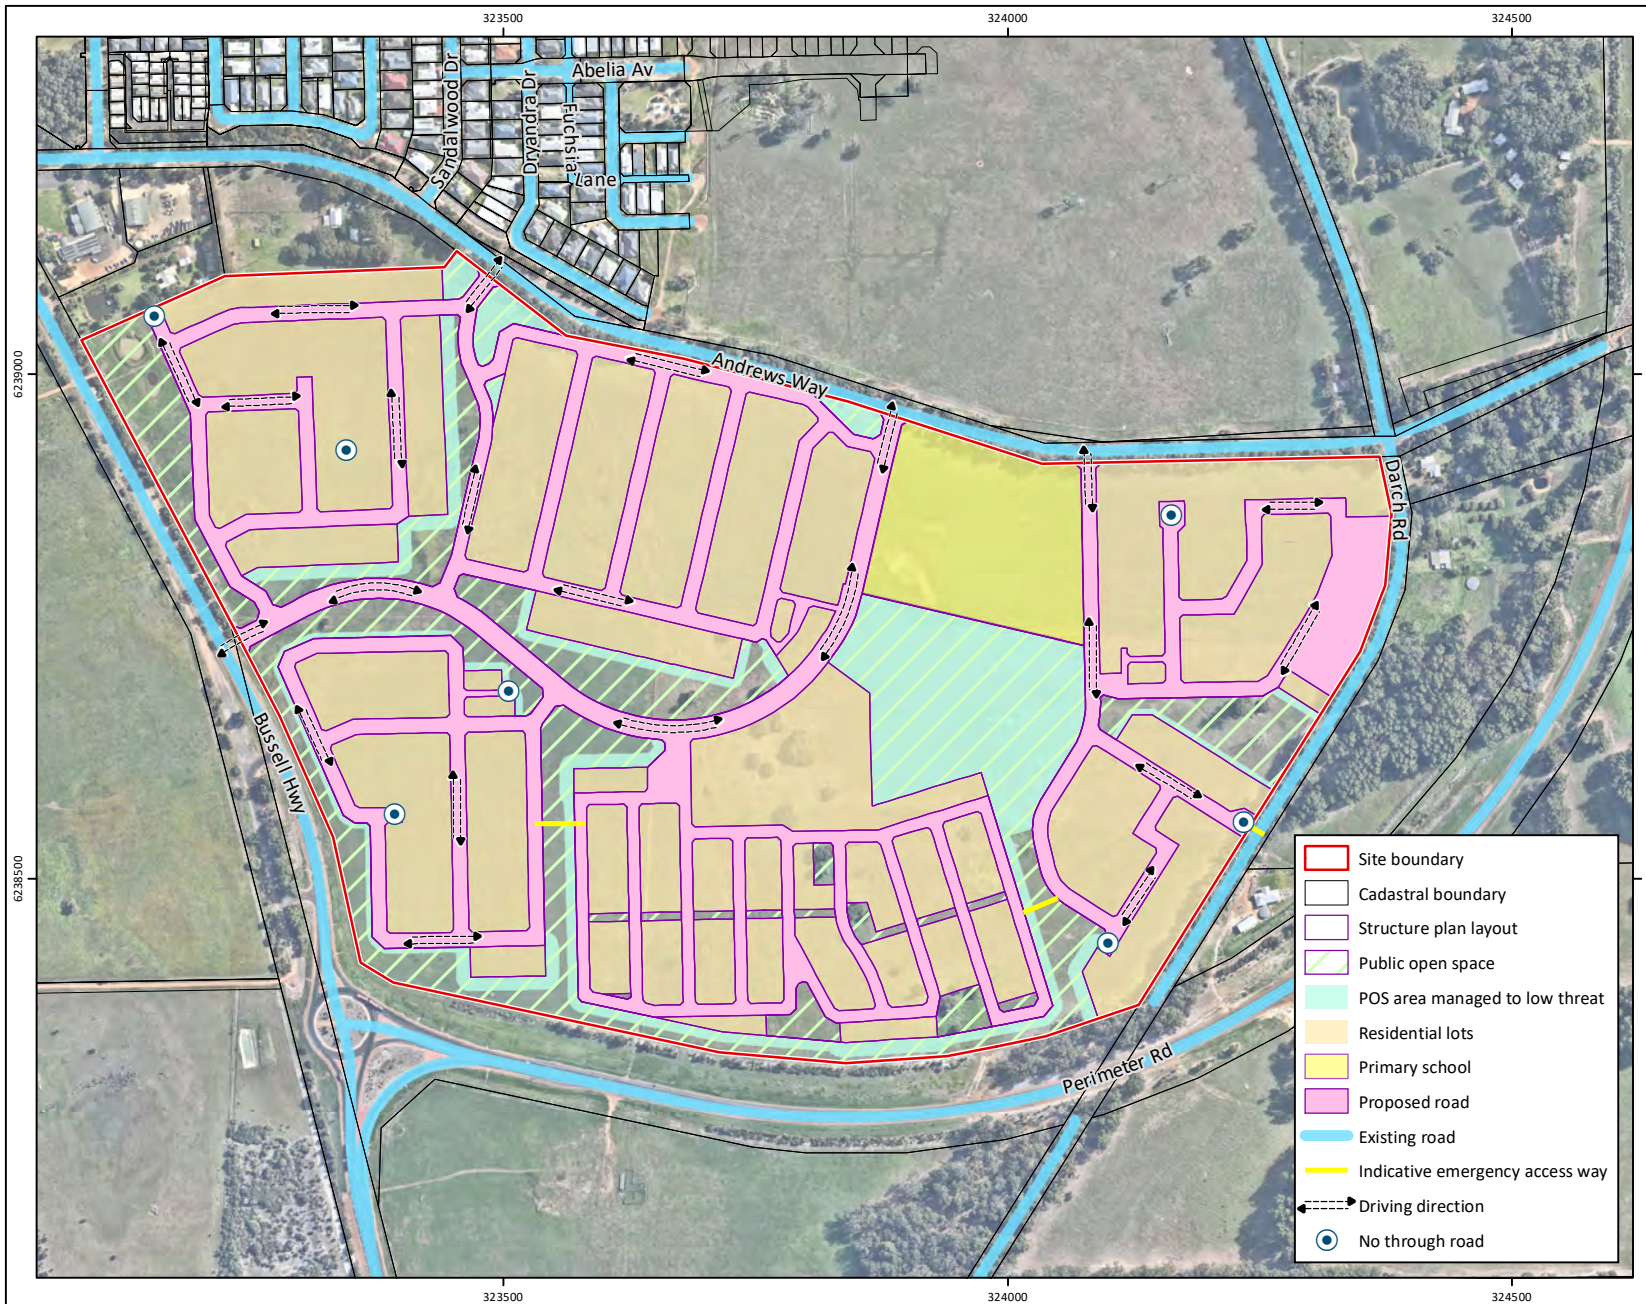 323500
324000
324500
Abelia Av
Sandalwood Dr
Dryandra Dr
Fuchsia
Lane
6239000
Andrews Way
Darch Rd
Bussell Hwy
6238500
Perimeter Rd
Site boundary
Cadastral boundary
Structure plan layout
Public open space
POS area managed to low threat
Residential lots
Primary school
Proposed road
Existing road
Indicative emergency access way
Driving direction
No through road
323500
324000
324500